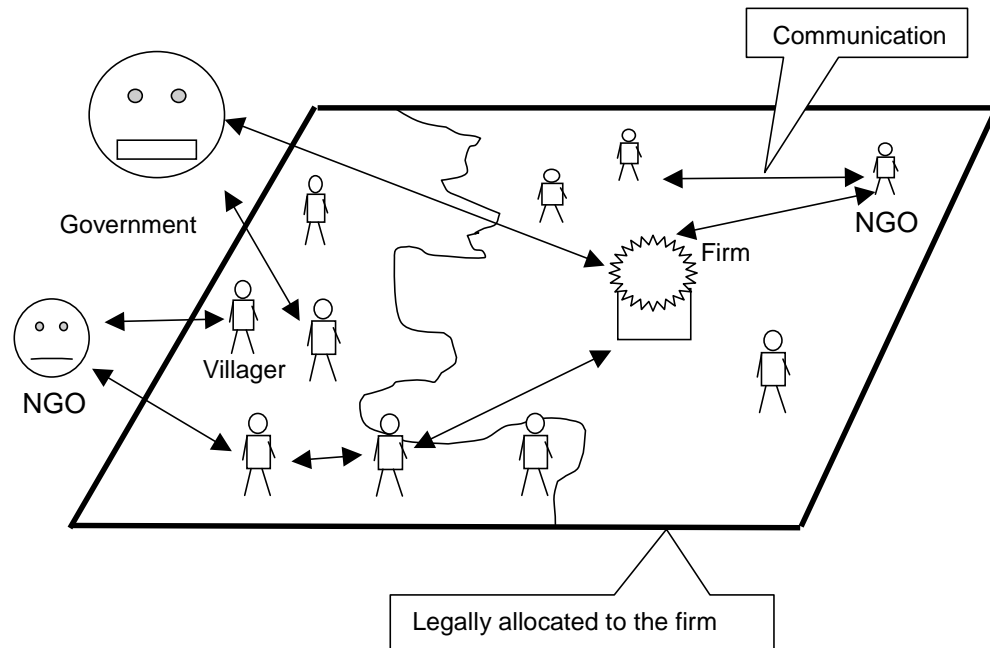 Communication
Government
NGO
Firm
Villager
NGO
Legally allocated to the firm